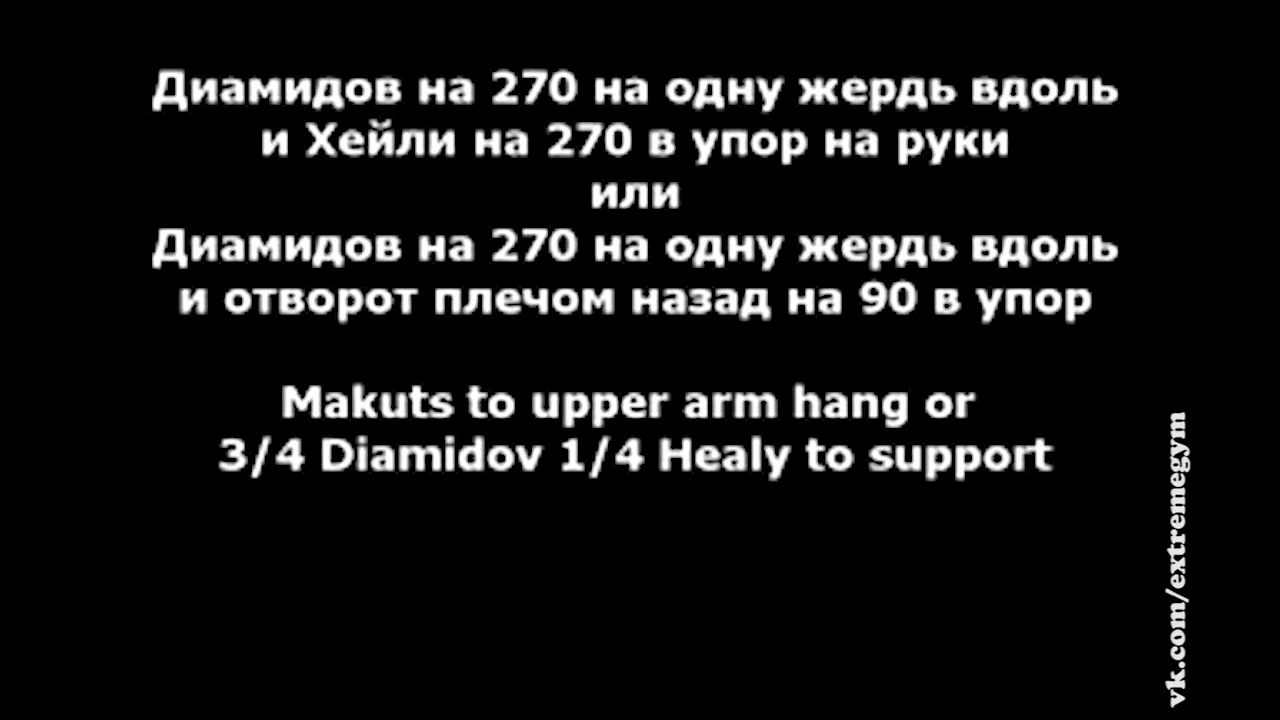 Диамидов на 270 на одну жердь вдоль
и Хейли на 270 в упор на руки
или
Диамидов на 270 на одну жердь вдоль
и отворот плечом назад на 90 в упор
Makuts to upper arm hang or
3/4 Diamidov 1/4 Healy to support
vk.com/extremegym